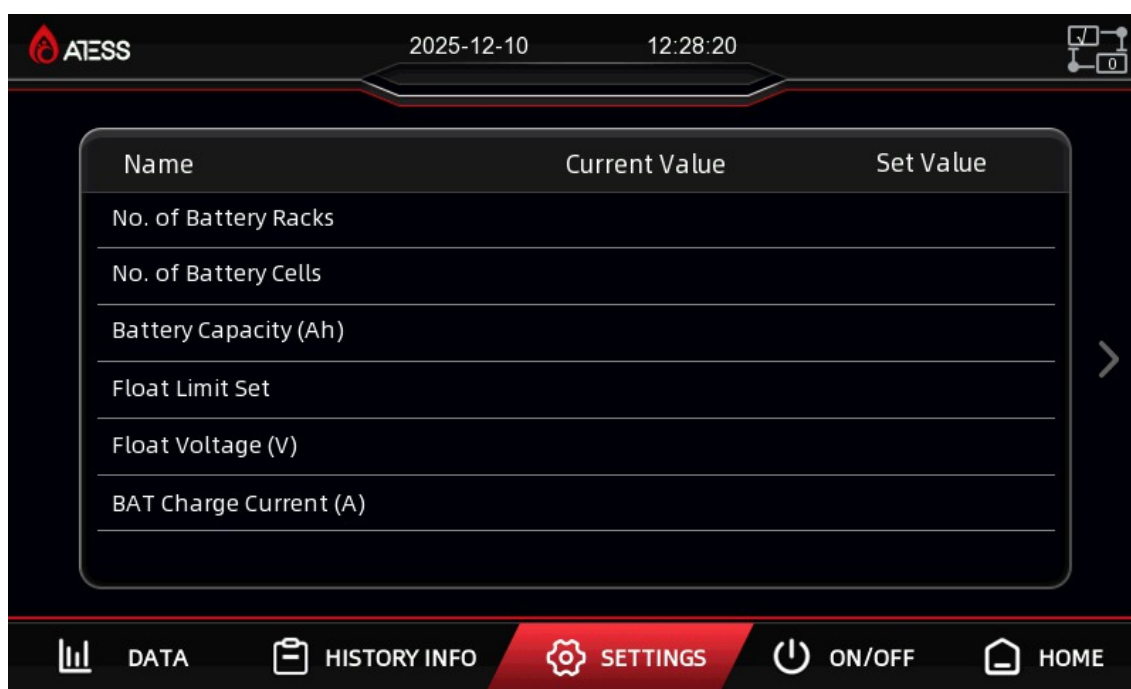 ATESS 2025-12-10 12:28:20
0
Name Current Value Set Value
No. of Battery Racks
No. of Battery Cells
Battery Capacity (Ah)
Float Limit Set
Float Voltage (V)
BAT Charge Current (A)
DATA HISTORY INFO SETTINGS ON/OFF HOME